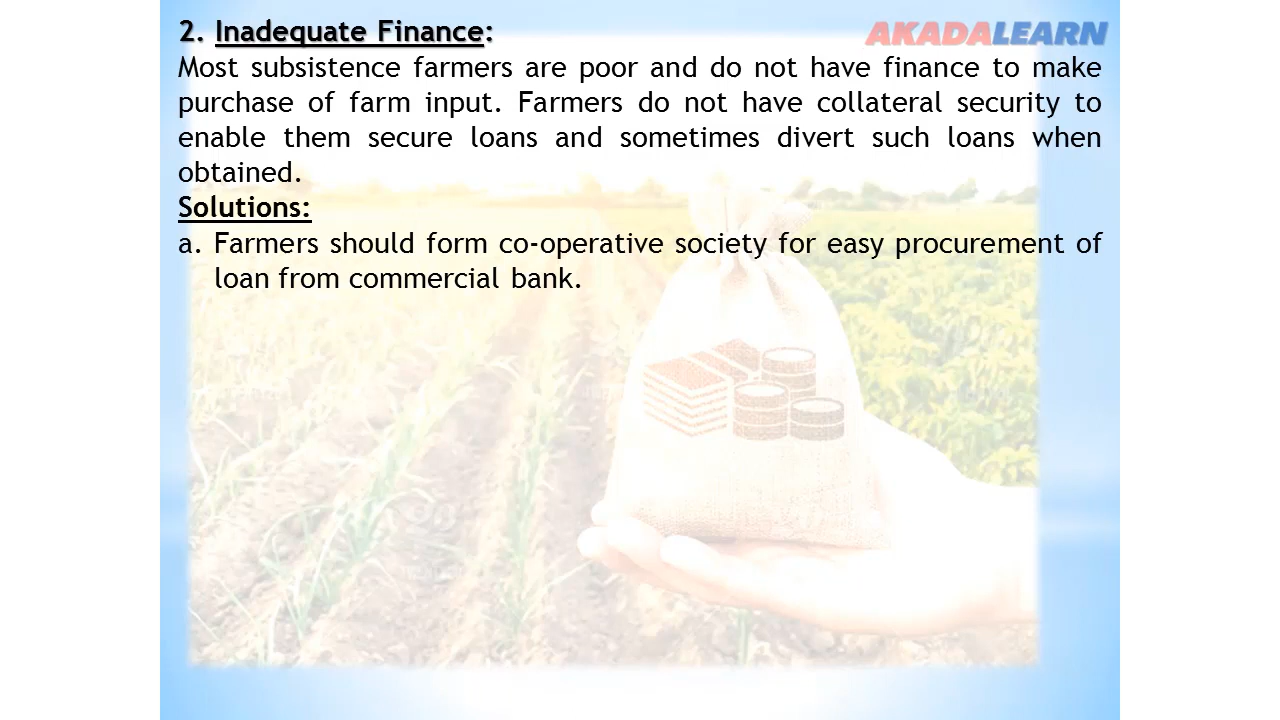 2. Inadequate Finance:
AKADALEARN
Most subsistence farmers are poor and do not have finance to make
purchase of farm input. Farmers do not have collateral security to
enable them secure loans and sometimes divert such loans when
obtained.
Solutions:
a. Farmers should form co-operative society for easy procurement of
loan from commercial bank.